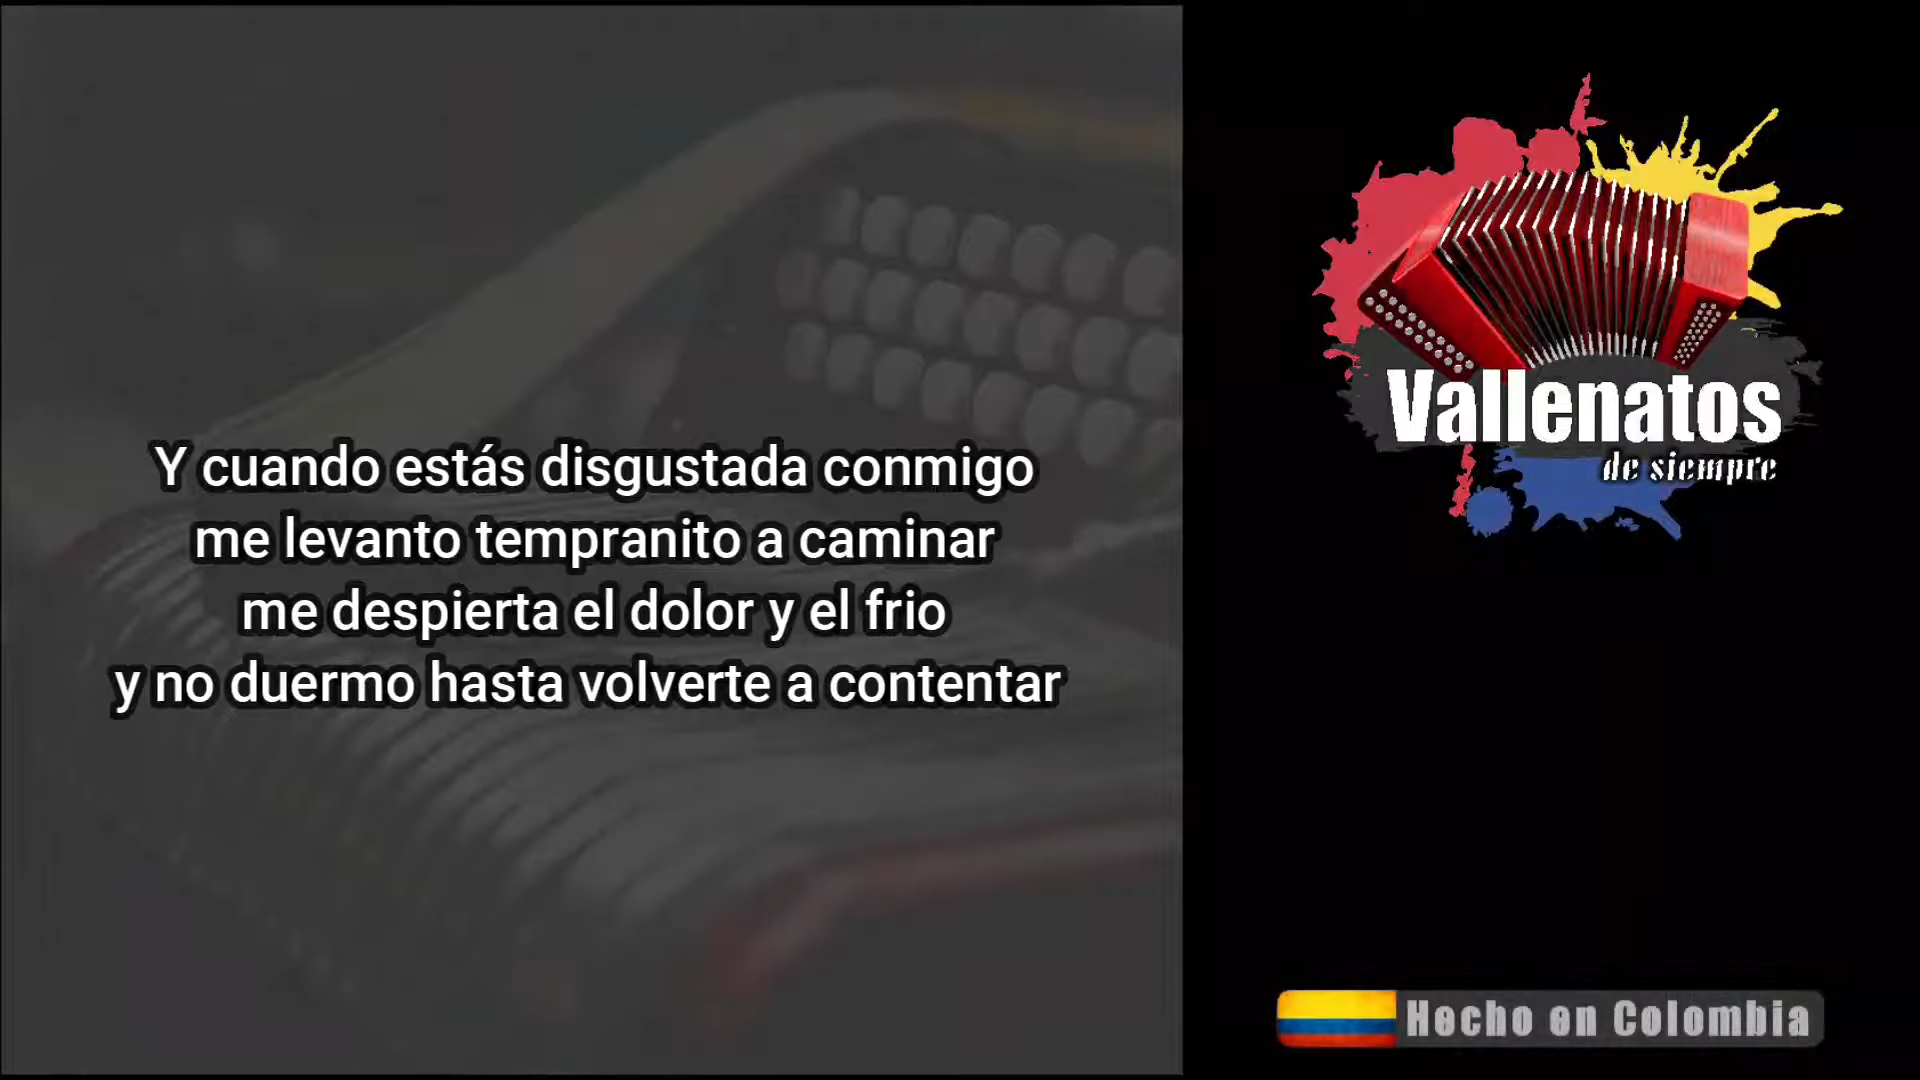 Y cuando estás disgustada conmigo
me levanto tempranito a caminar
me despierta el dolor y el frio
y no duermo hasta volverte a contentar
Vallenatos
de siempre
Hecho en Colombia